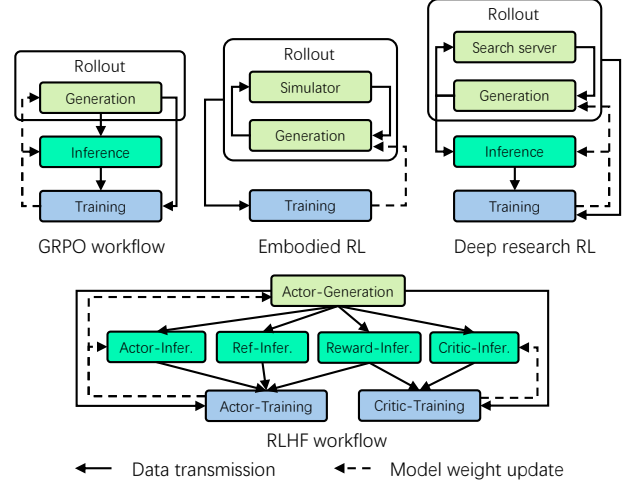 Rollout
Generation
Inference
Training
GRPO workflow
Rollout
Simulator
Generation
Training
Embodied RL
Rollout
Search server
Generation
Inference
Training
Deep research RL
Actor-Generation
Actor-Infer. Ref-Infer. Reward-Infer. Critic-Infer.
Actor-Training Critic-Training
RLHF workflow
Data transmission Model weight update